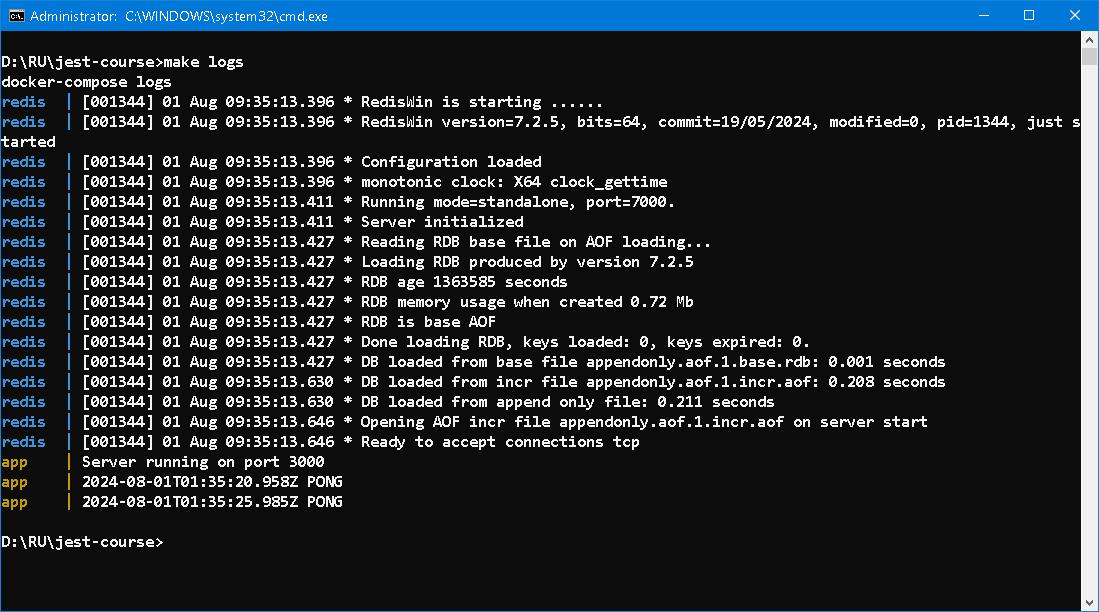 Administrator: C:\WINDOWS\system32\cmd.exe
D:\RU\jest-course>make logs
docker-compose logs
redis | [001344] 01 Aug 09:35:13.396 * RedisWin is starting ......
redis | [001344] 01 Aug 09:35:13.396 * RedisWin version=7.2.5, bits=64, commit=19/05/2024, modified=0, pid=1344, just s
tarted
redis | [001344] 01 Aug 09:35:13.396 * Configuration loaded
redis | [001344] 01 Aug 09:35:13.396 * monotonic clock: X64 clock_gettime
redis | [001344] 01 Aug 09:35:13.411 * Running mode=standalone, port=7000.
redis | [001344] 01 Aug 09:35:13.411 * Server initialized
redis | [001344] 01 Aug 09:35:13.427 * Reading RDB base file on AOF loading...
redis | [001344] 01 Aug 09:35:13.427 * Loading RDB produced by version 7.2.5
redis | [001344] 01 Aug 09:35:13.427 * RDB age 1363585 seconds
redis | [001344] 01 Aug 09:35:13.427 * RDB memory usage when created 0.72 Mb
redis | [001344] 01 Aug 09:35:13.427 * RDB is base AOF
redis | [001344] 01 Aug 09:35:13.427 * Done loading RDB, keys loaded: 0, keys expired: 0.
redis | [001344] 01 Aug 09:35:13.427 * DB loaded from base file appendonly.aof.1.base.rdb: 0.001 seconds
redis | [001344] 01 Aug 09:35:13.630 * DB loaded from incr file appendonly.aof.1.incr.aof: 0.208 seconds
redis | [001344] 01 Aug 09:35:13.630 * DB loaded from append only file: 0.211 seconds
redis | [001344] 01 Aug 09:35:13.646 * Opening AOF incr file appendonly.aof.1.incr.aof on server start
redis | [001344] 01 Aug 09:35:13.646 * Ready to accept connections tcp
app | Server running on port 3000
app | 2024-08-01T01:35:20.958Z PONG
app | 2024-08-01T01:35:25.985Z PONG
D:\RU\jest-course>